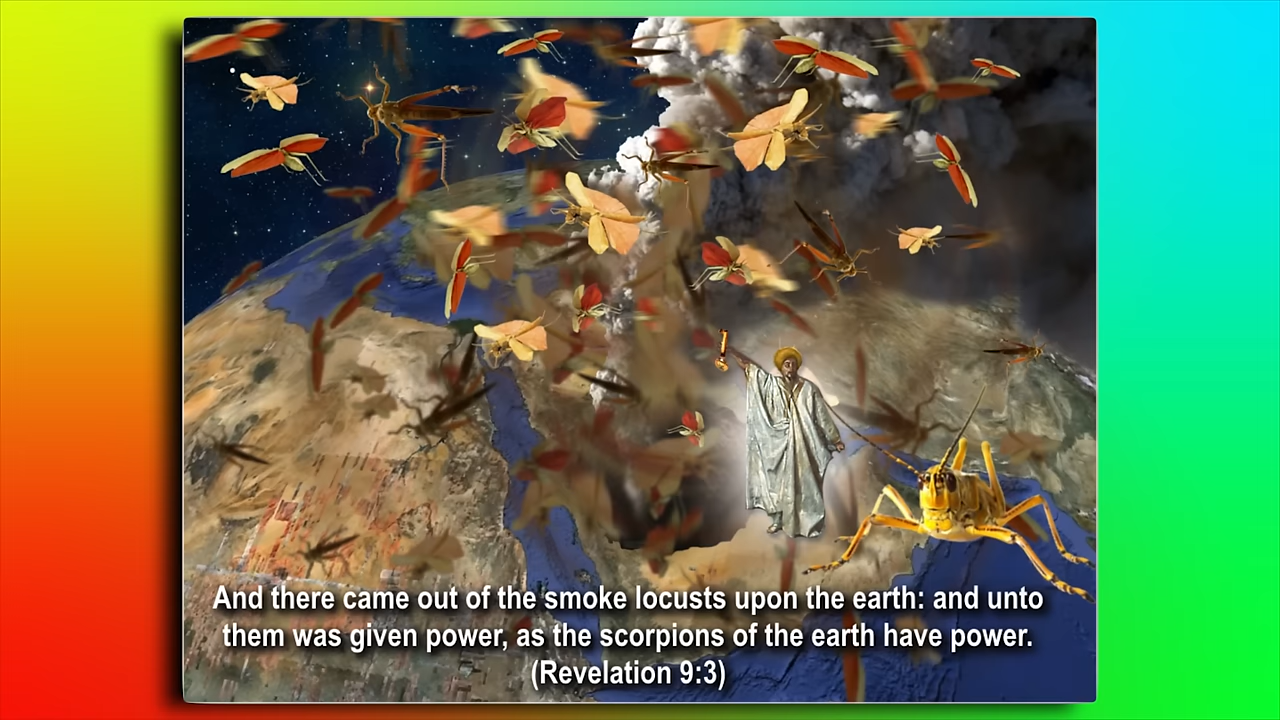 And there came out of the smoke locusts upon the earth: and unto
them was given power, as the scorpions of the earth have power.
(Revelation 9:3)